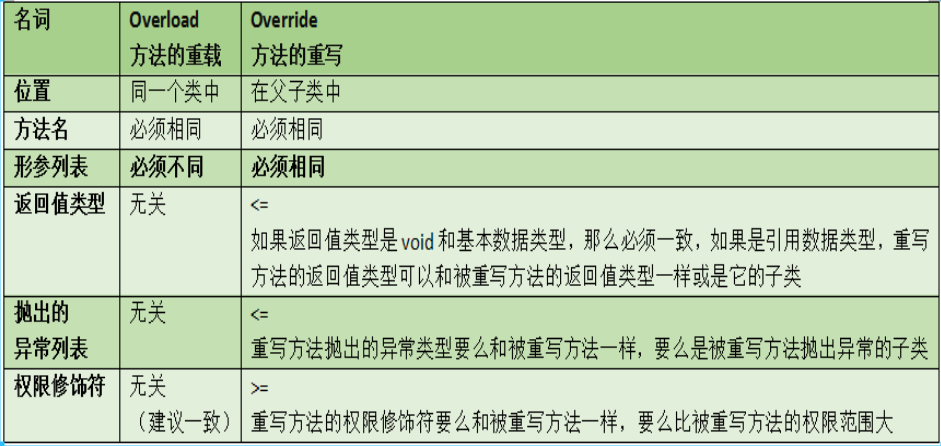 名词 Overload Override
方法的重载 方法的重写
位置 同一个类中 在父子类中
方法名 必须相同 必须相同
形参列表 必须不同 必须相同
返回值类型 无关 <=
如果返回值类型是void和基本数据类型，那么必须一致，如果是引用数据类型，重写
方法的返回值类型可以和被重写方法的返回值类型一样或是它的子类
抛出的 无关 <=
异常列表 重写方法抛出的异常类型要么和被重写方法一样，要么是被重写方法抛出异常的子类
权限修饰符 无关 >=
（建议一致） 重写方法的权限修饰符要么和被重写方法一样，要么比被重写方法的权限范围大